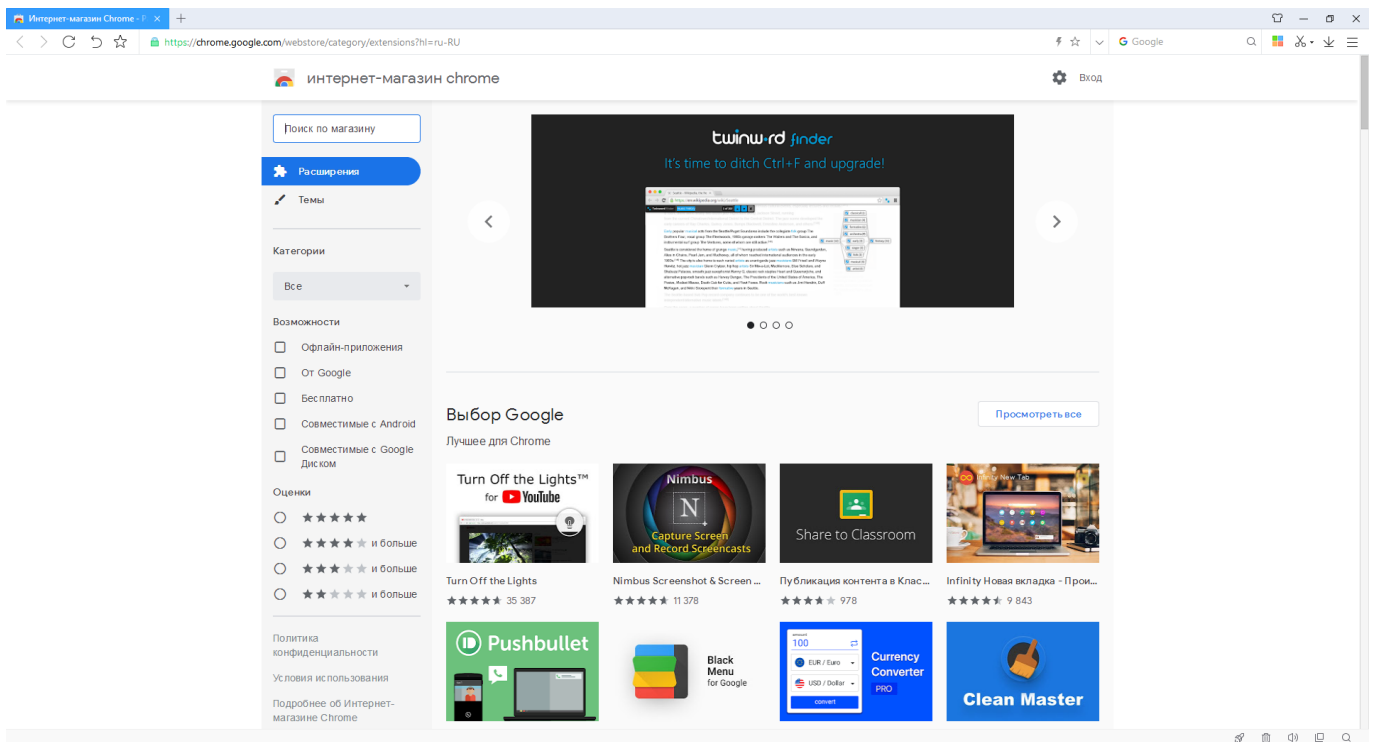 Интернет-магазин Chrome - Р
https://chrome.google.com/webstore/category/extensions?hl=ru-RU
Google
интернет-магазин chrome
Вход
Поиск по магазину
Расширения
Темы
Категории
Все
Возможности
Офлайн-приложения
От Google
Бесплатно
Совместимые с Android
Совместимые с Google
Диском
Оценки
и больше
и больше
и больше
Политика
конфиденциальности
Условия использования
Подробнее об Интернет-
магазине Chrome
twinword finder
It's time to ditch Ctrl+F and upgrade!
Выбор Google
Просмотреть все
Лучшее для Chrome
Turn Off the Lights™
for YouTube
Turn Off the Lights
35 387
Nimbus
N
Capture Screen
and Record Screencasts
Nimbus Screenshot & Screen ...
11 378
Share to Classroom
Публикация контента в Клас...
978
Infinity New Tab
Infinity Новая вкладка - Прои...
9 843
Pushbullet
Black
Menu
for Google
amount
100
EUR / Euro
USD / Dollar
convert
Currency
Converter
PRO
Clean Master